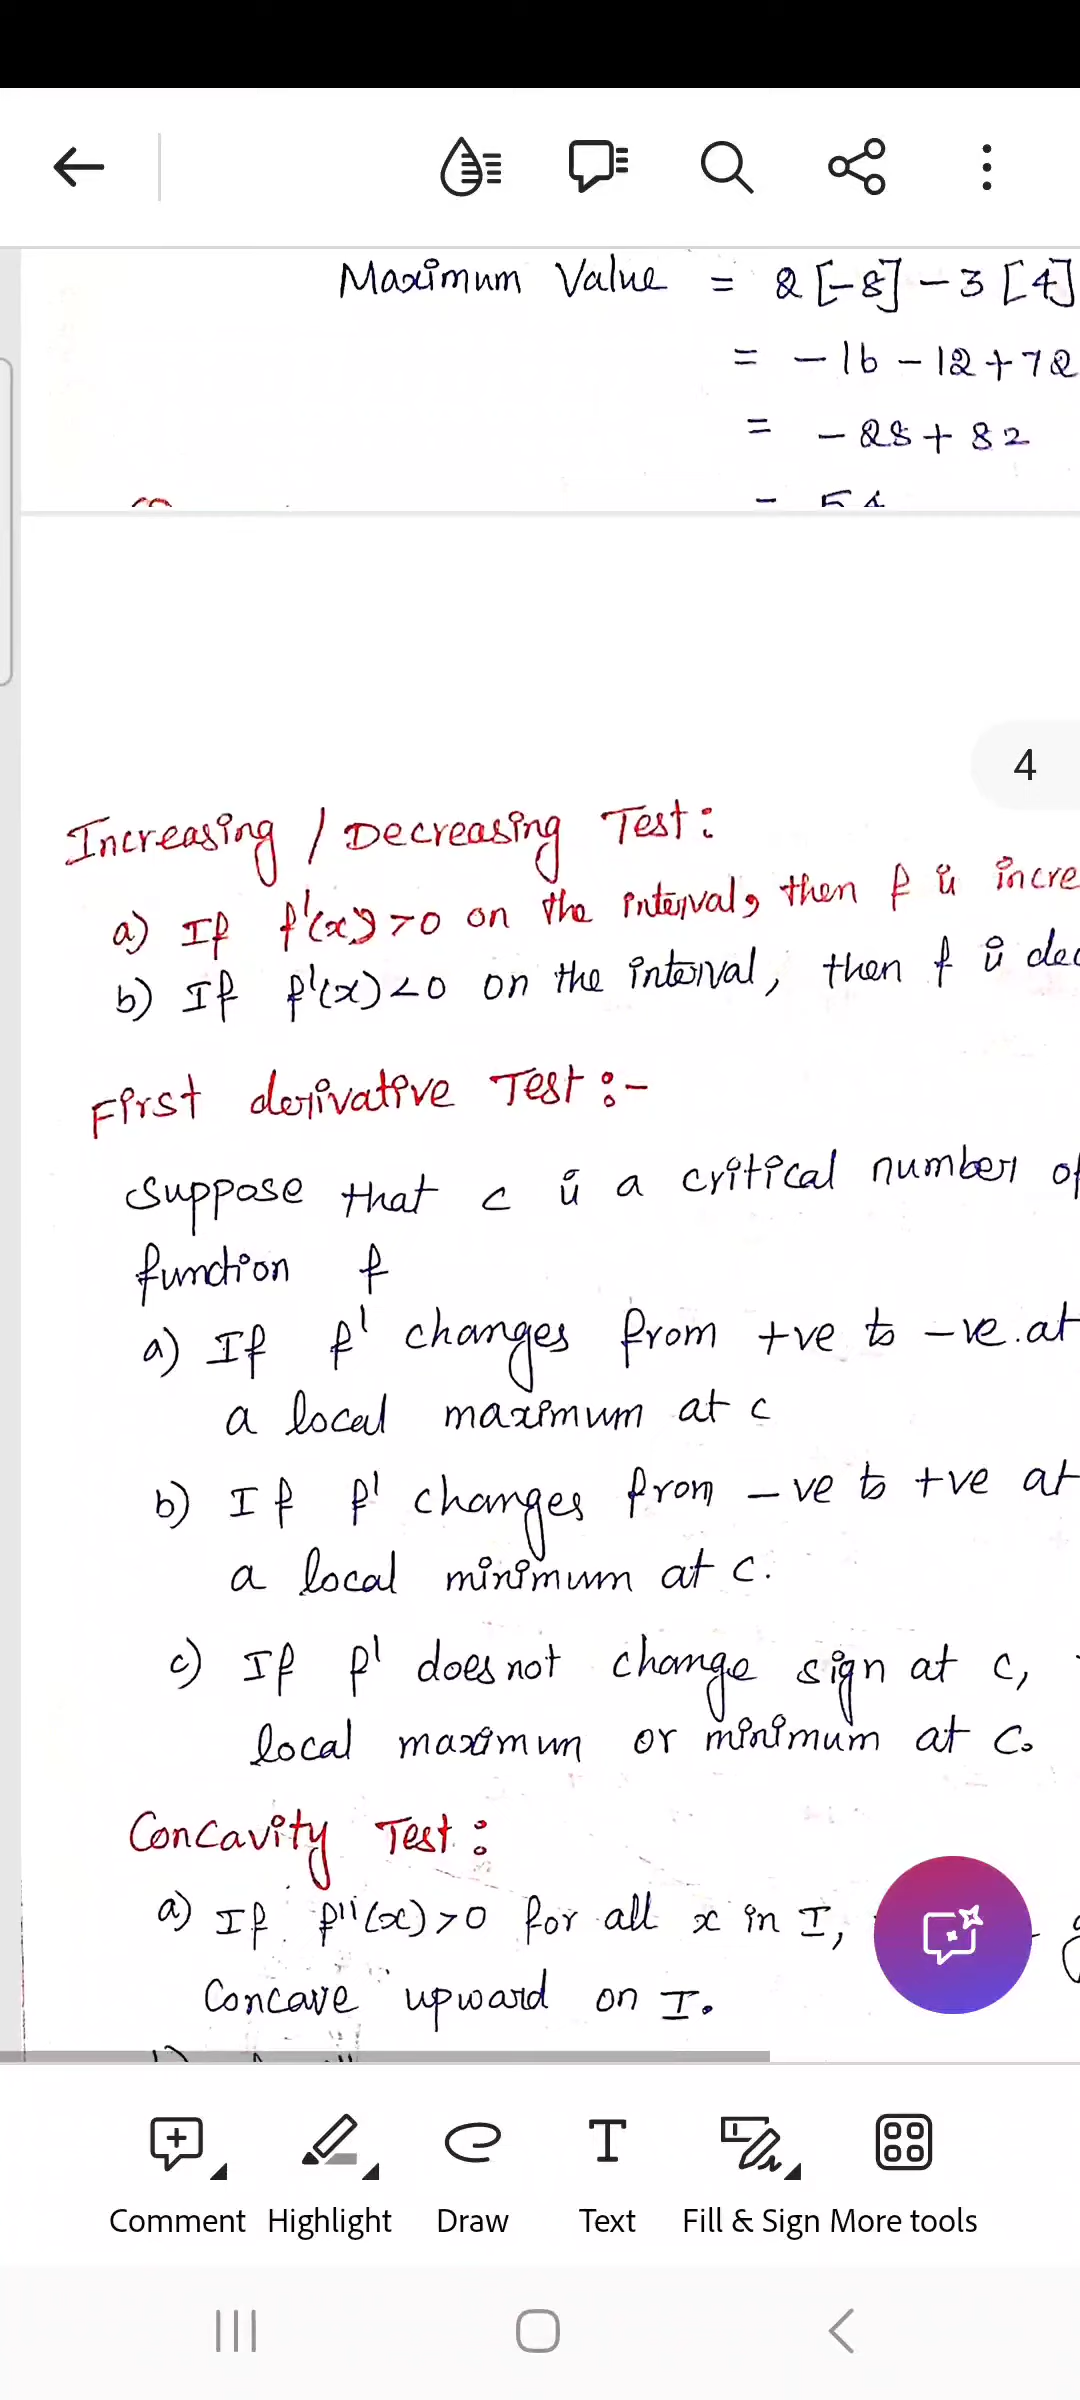 Maximum Value = 2[-8]-3[4]
= -16-12+72
= -28+82
= 54
4
Increasing / Decreasing Test:
a) If f'(x)>0 on the interval, then f is incre
b) If f'(x)<0 on the interval, then f is dec
First derivative Test:-
Suppose that c is a critical number of
function f
a) If f' changes from +ve to -ve.at
a local maximum at c
b) If f' changes from -ve to +ve at
a local minimum at c.
c) If f' does not change sign at c,
local maximum or minimum at c.
Concavity Test:
a) If f''(x)>0 for all x in I,
Concave upward on I.
Comment Highlight Draw Text Fill & Sign More tools